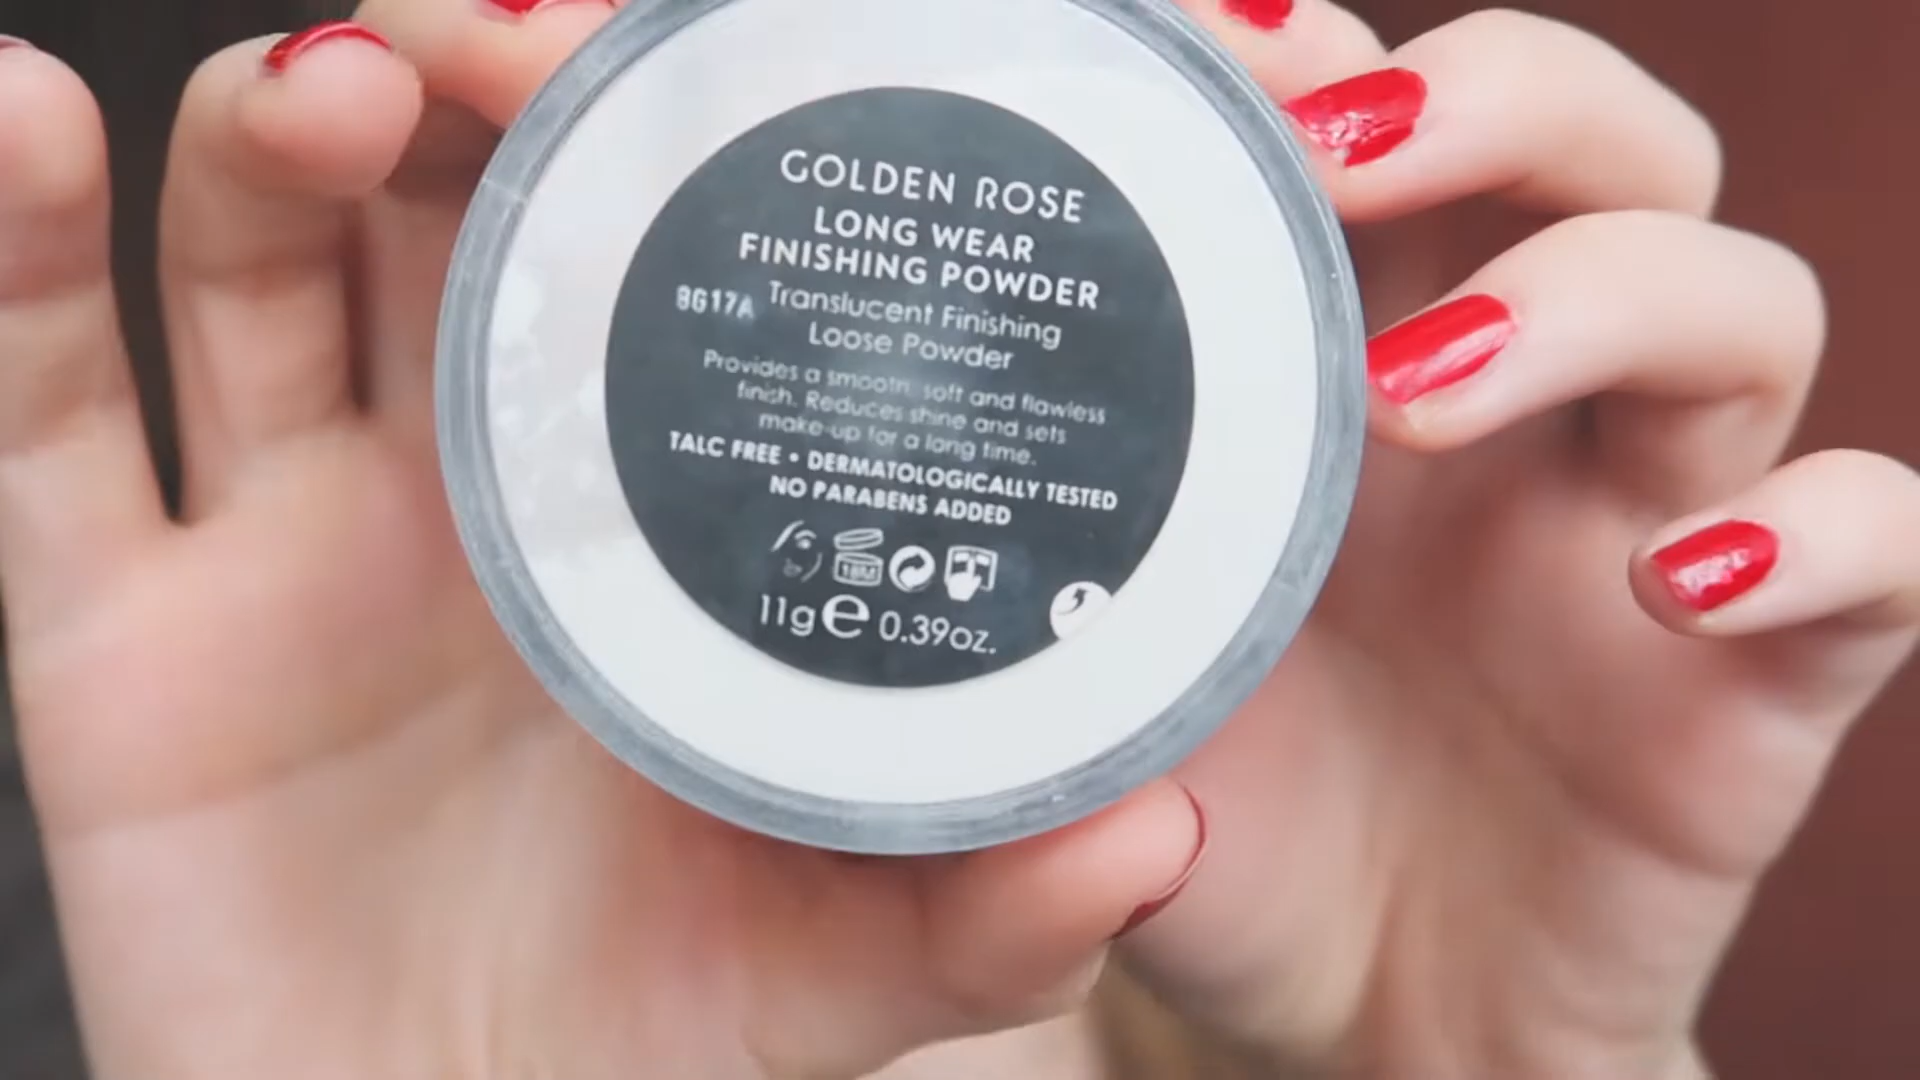 GOLDEN ROSE
LONG WEAR
FINISHING POWDER
8G17A
Translucent Finishing
Loose Powder
Provides a smooth, soft and flawless
finish. Reduces shine and sets
make-up for a long time.
TALC FREE • DERMATOLOGICALLY TESTED
NO PARABENS ADDED
18M
11g e 0.39oz.